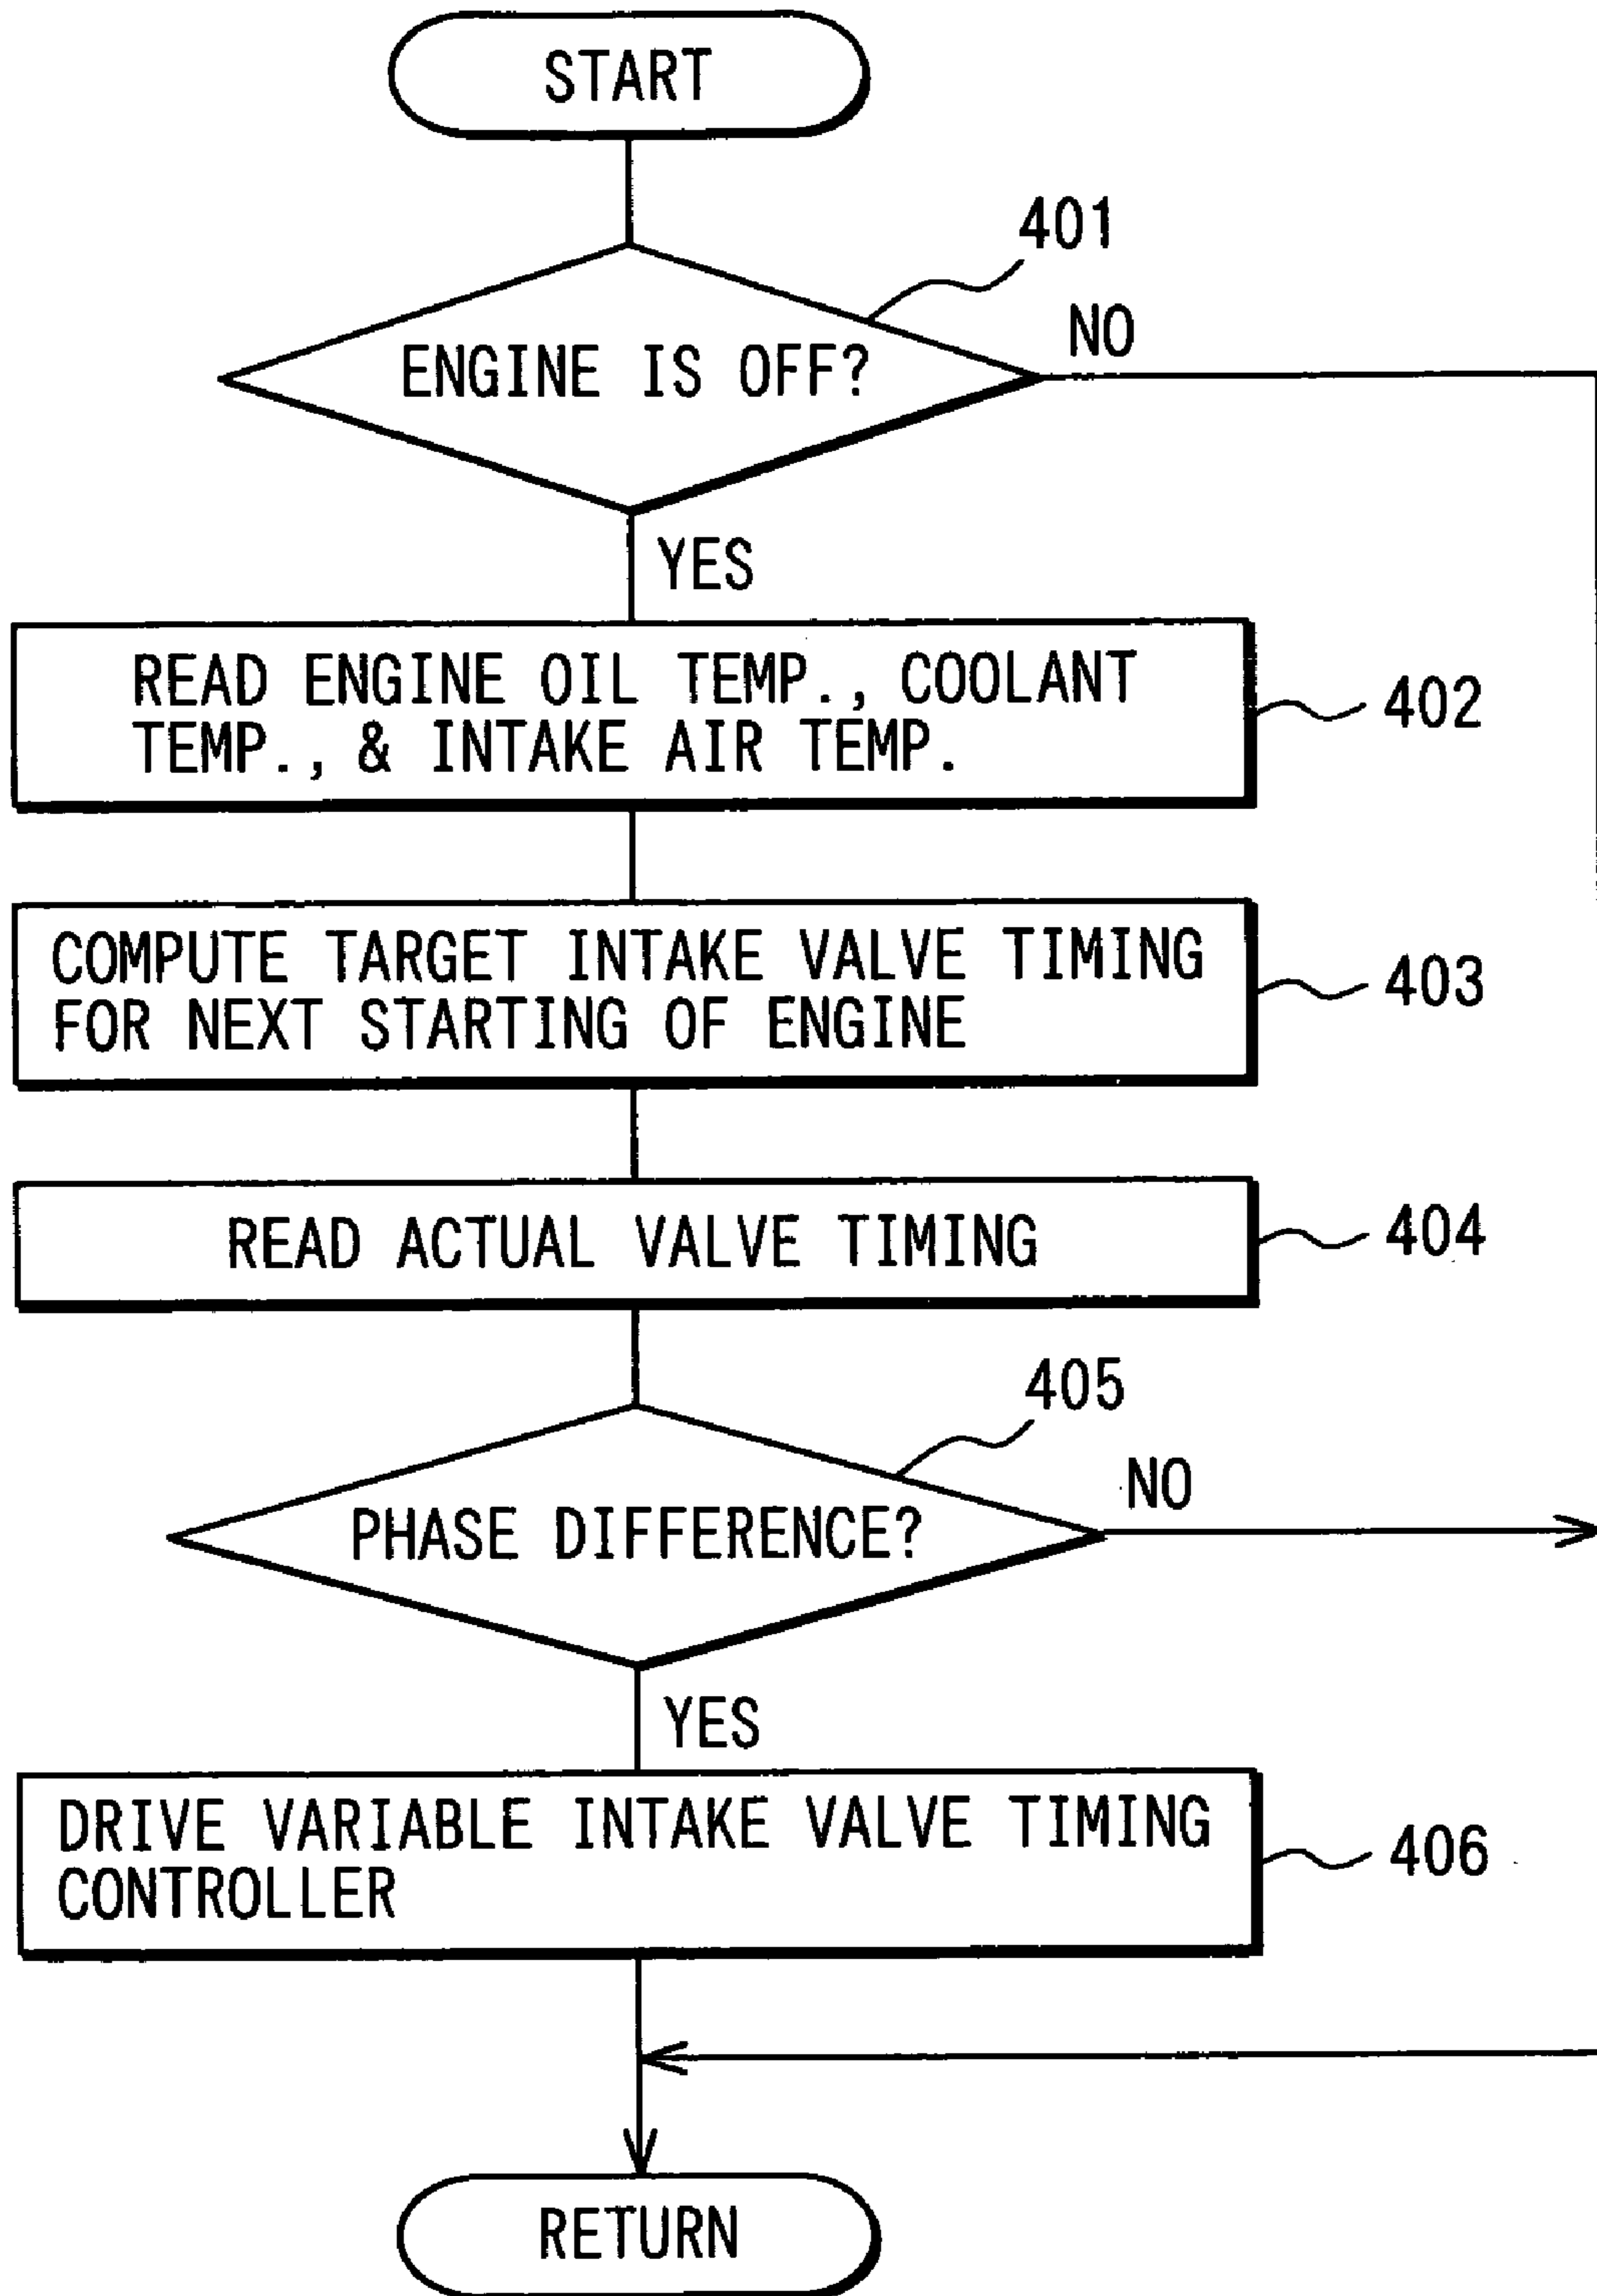 START
401
ENGINE IS OFF?
NO
YES
READ ENGINE OIL TEMP., COOLANT
TEMP., & INTAKE AIR TEMP.
402
COMPUTE TARGET INTAKE VALVE TIMING
FOR NEXT STARTING OF ENGINE
403
READ ACTUAL VALVE TIMING
404
405
PHASE DIFFERENCE?
NO
YES
DRIVE VARIABLE INTAKE VALVE TIMING
CONTROLLER
406
RETURN